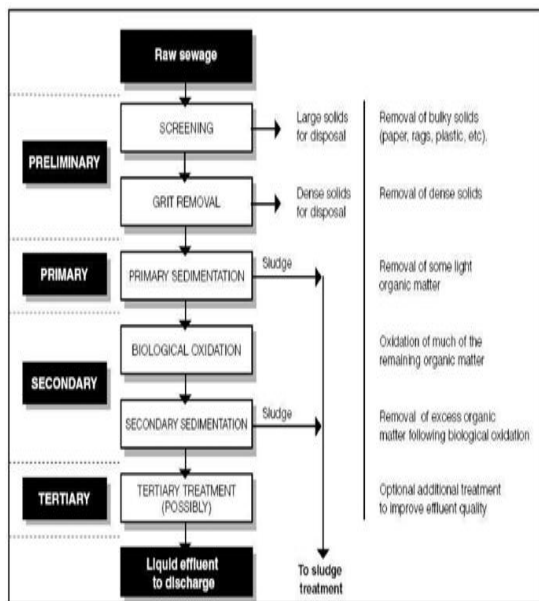 Raw sewage
SCREENING
Large solids
for disposal
Removal of bulky solids
(paper, rags, plastic, etc).
PRELIMINARY
GRIT REMOVAL
Dense solids
for disposal
Removal of dense solids
PRIMARY
PRIMARY SEDIMENTATION
Sludge
Removal of some light
organic matter
BIOLOGICAL OXIDATION
Oxidation of much of the
remaining organic matter
SECONDARY
SECONDARY SEDIMENTATION
Sludge
Removal of excess organic
matter following biological oxidation
TERTIARY
TERTIARY TREATMENT
(POSSIBLY)
Optional additional treatment
to improve effluent quality
Liquid effluent
to discharge
To sludge
treatment